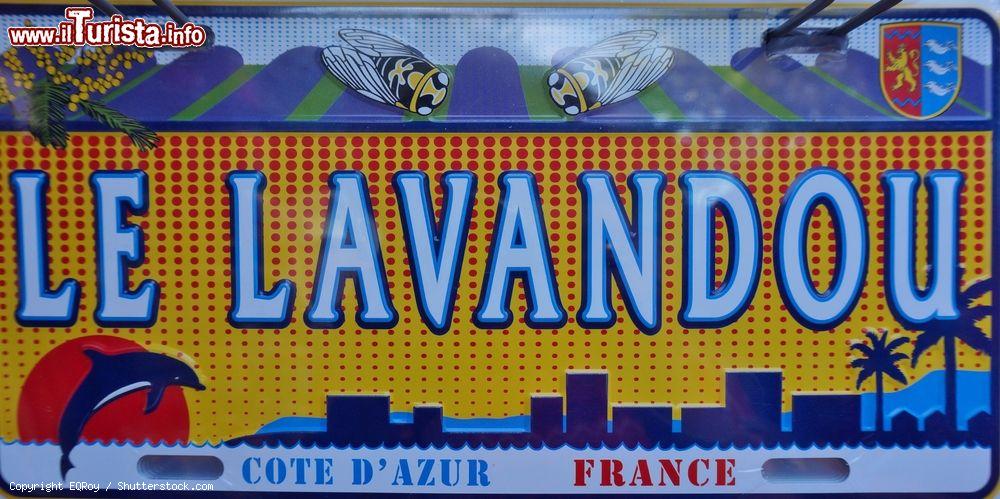 www.ilTurista.info
LE LAVANDOU
COTE D'AZUR FRANCE
Copyright EQRoy / Shutterstock.com